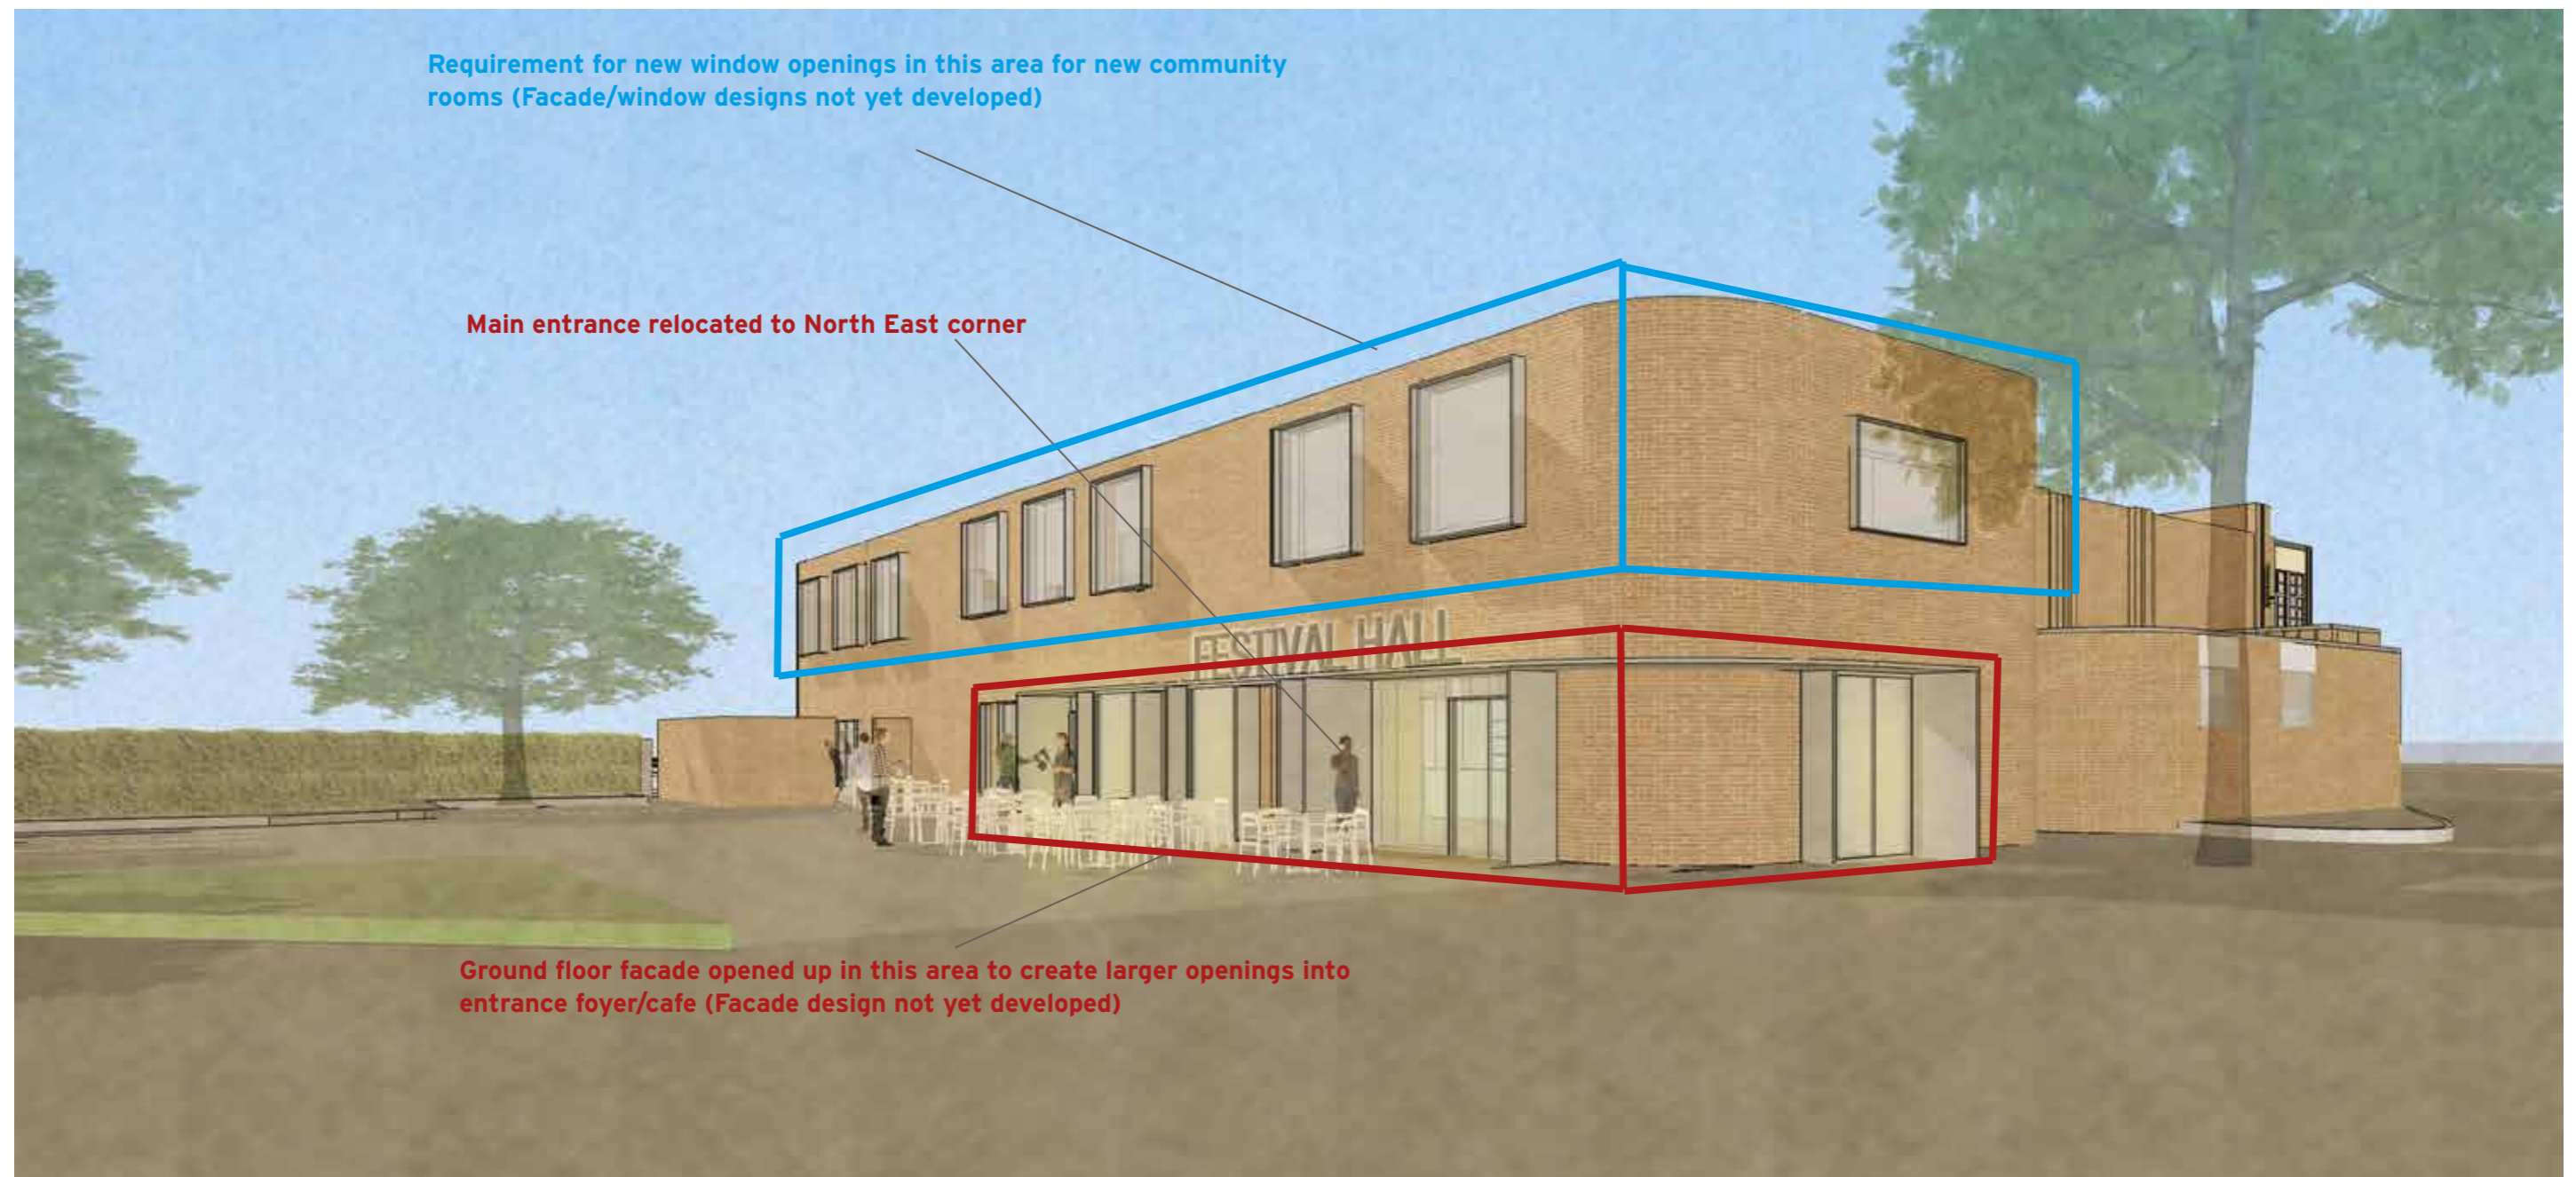 Requirement for new window openings in this area for new community
rooms (Facade/window designs not yet developed)
Main entrance relocated to North East corner
FESTIVAL HALL
Ground floor facade opened up in this area to create larger openings into
entrance foyer/cafe (Facade design not yet developed)